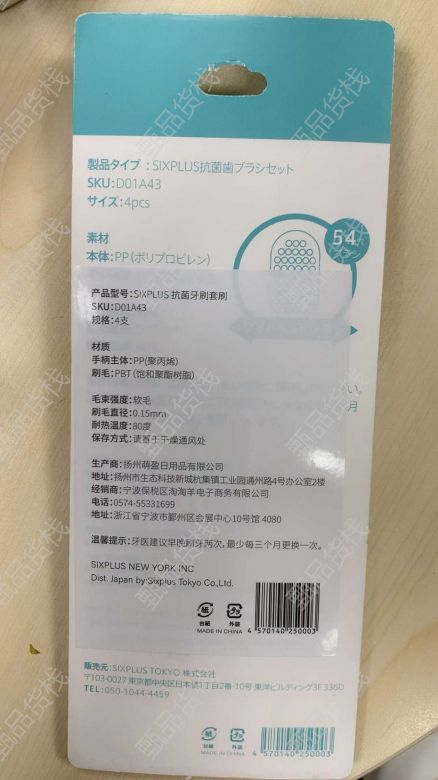 製品タイプ：SIXPLUS抗菌歯ブラシセット
SKU：D01A43
サイズ：4pcs
素材
本体：PP（ポリプロピレン）
54
产品型号：SIXPLUS 抗菌牙刷套刷
SKU：D01A43
规格：4支
材质
手柄主体：PP(聚丙烯)
刷毛：PBT（饱和聚酯树脂）
毛束强度：软毛
刷毛直径：0.15mm
耐热温度：80度
保存方式：请置于干燥通风处
生产商：扬州萌盈日用品有限公司
地址：扬州市生态科技新城杭集镇工业园通州路4号办公室2楼
经销商：宁波保税区淘淘羊电子商务有限公司
电话：0574-55331699
地址：浙江省宁波市鄞州区会展中心10号馆 4080
温馨提示：牙医建议早晚刷牙两次，最少每三个月更换一次。
SIXPLUS NEW YORK INC
Dist. Japan by:Sixplus Tokyo Co.,Ltd.
紙 プラ
台紙 外装
MADE IN CHINA 4 570140 250003
販売元：SIXPLUS TOKYO 株式会社
〒103-0027 東京都中央区日本橋1丁目2番-10号 東洋ビルディング3F 336D
TEL：050-1044-4459
紙 プラ
台紙 外装
MADE IN CHINA 4 570140 250003
甄品货栈